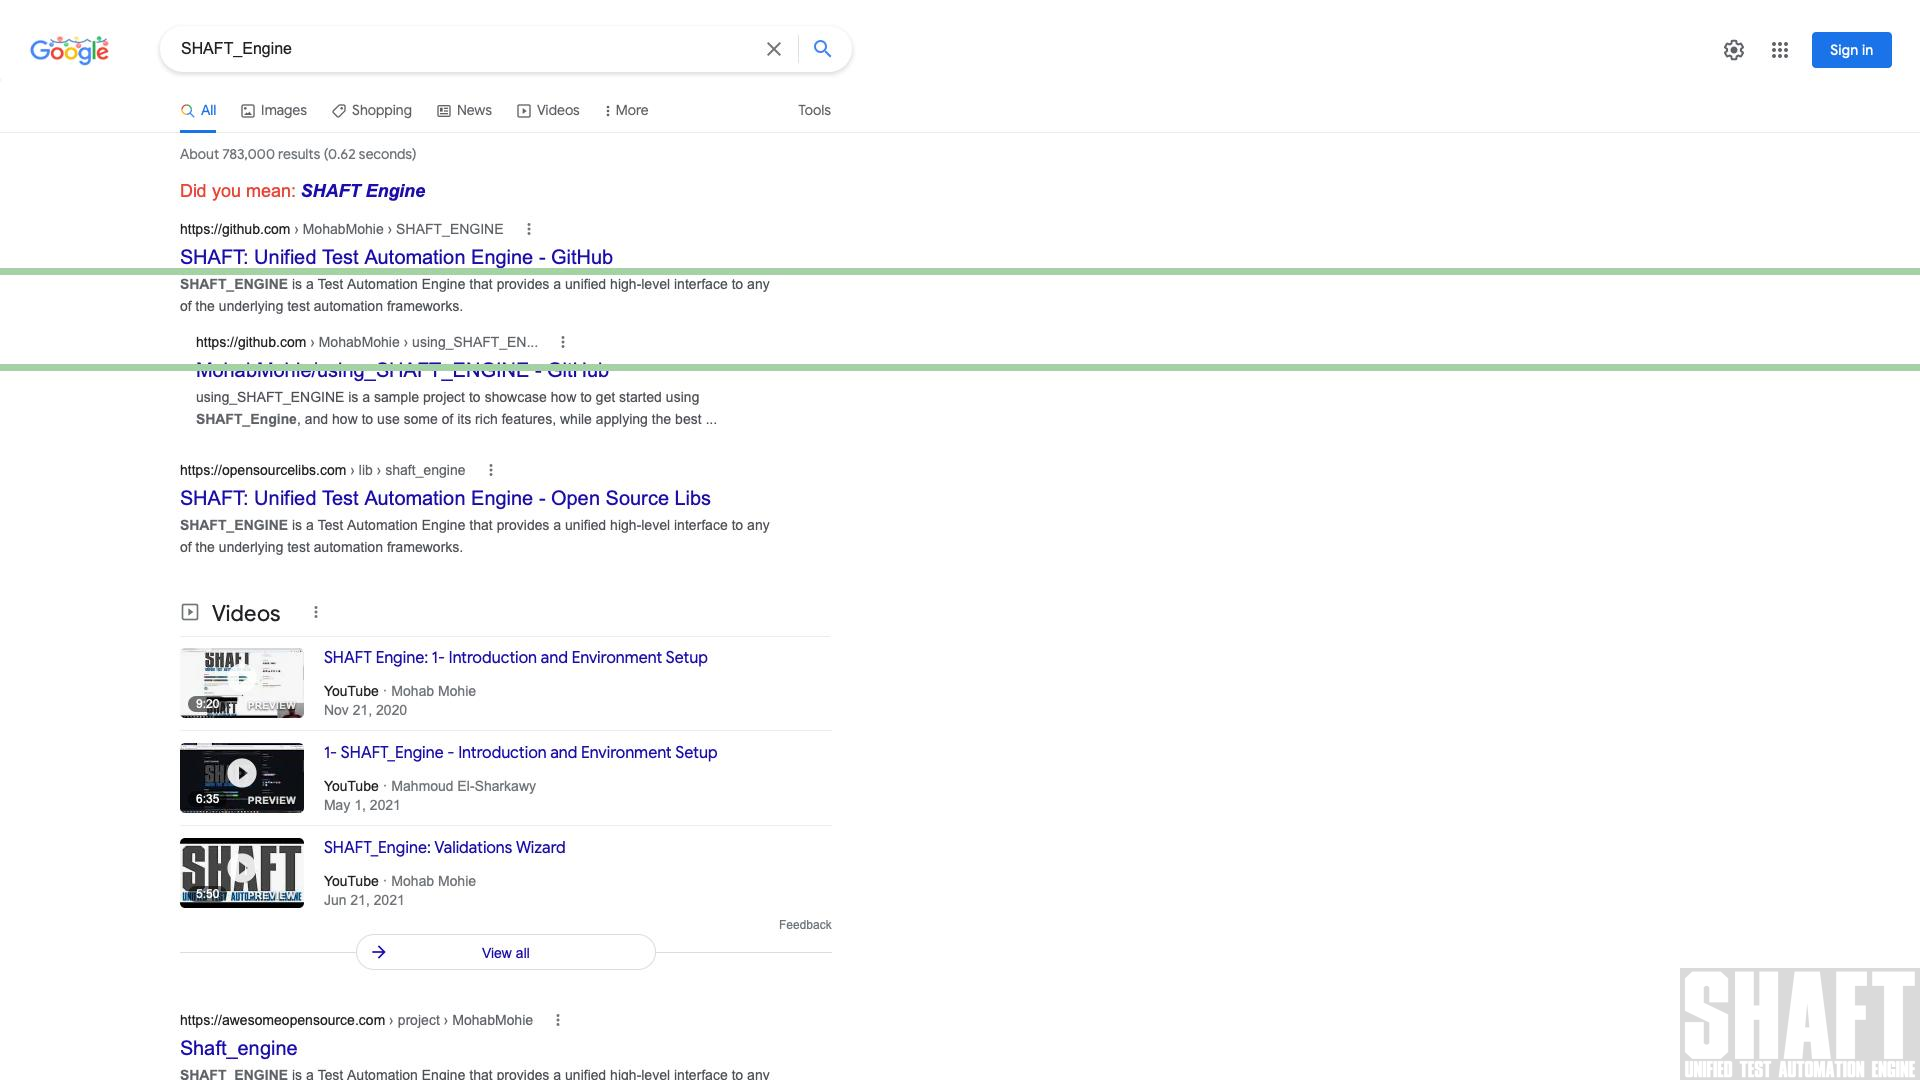 Google
SHAFT_Engine
Sign in
All
Images
Shopping
News
Videos
More
Tools
About 783,000 results (0.62 seconds)
Did you mean: SHAFT Engine
https://github.com › MohabMohie › SHAFT_ENGINE
SHAFT: Unified Test Automation Engine - GitHub
SHAFT_ENGINE is a Test Automation Engine that provides a unified high-level interface to any
of the underlying test automation frameworks.
https://github.com › MohabMohie › using_SHAFT_EN...
MohabMohie/using_SHAFT_ENGINE - GitHub
using_SHAFT_ENGINE is a sample project to showcase how to get started using
SHAFT_Engine, and how to use some of its rich features, while applying the best ...
https://opensourcelibs.com › lib › shaft_engine
SHAFT: Unified Test Automation Engine - Open Source Libs
SHAFT_ENGINE is a Test Automation Engine that provides a unified high-level interface to any
of the underlying test automation frameworks.
Videos
SHAFT
9:20
PREVIEW
SHAFT Engine: 1- Introduction and Environment Setup
YouTube · Mohab Mohie
Nov 21, 2020
6:35
PREVIEW
1- SHAFT_Engine - Introduction and Environment Setup
YouTube · Mahmoud El-Sharkawy
May 1, 2021
SHAFT
5:50
PREVIEW
SHAFT_Engine: Validations Wizard
YouTube · Mohab Mohie
Jun 21, 2021
Feedback
View all
https://awesomeopensource.com › project › MohabMohie
Shaft_engine
SHAFT_ENGINE is a Test Automation Engine that provides a unified high-level interface to any
SHAFT
UNIFIED TEST AUTOMATION ENGINE